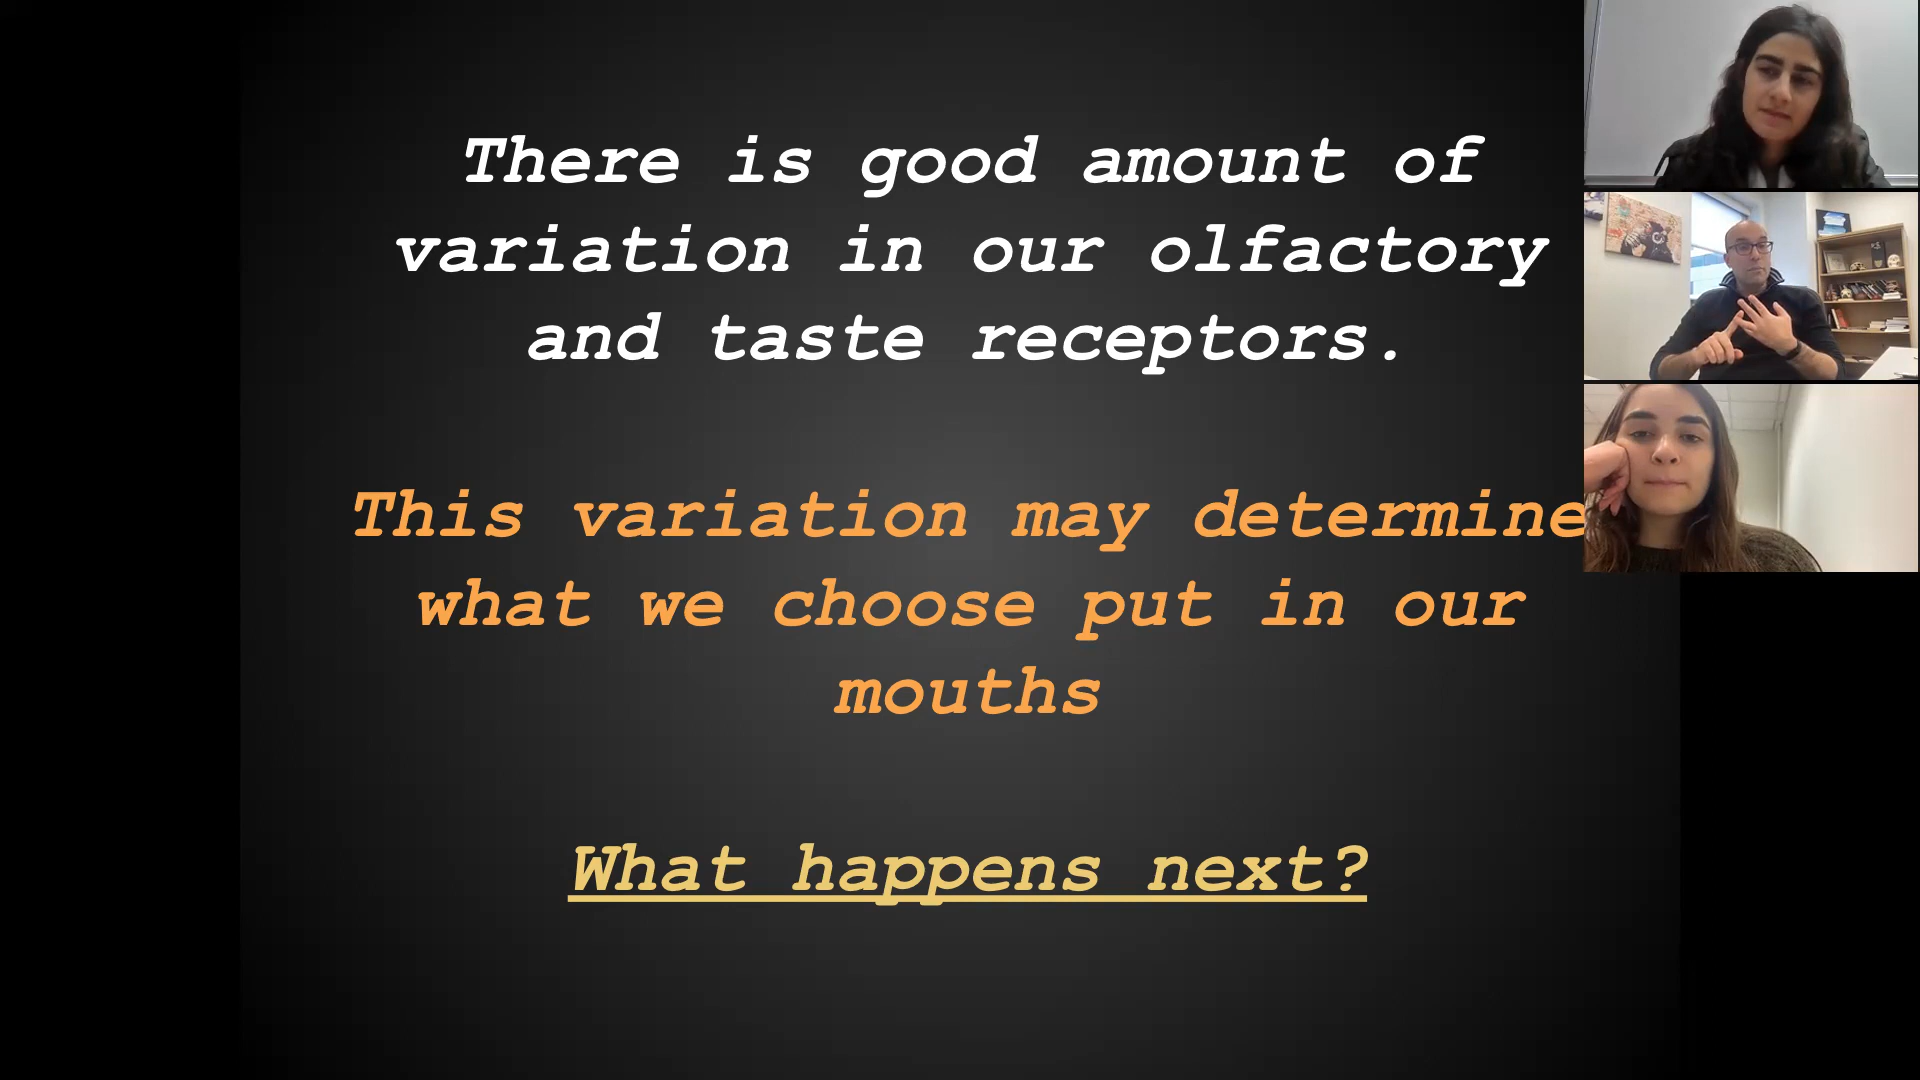 There is good amount of
variation in our olfactory
and taste receptors.
This variation may determine
what we choose put in our
mouths
What happens next?